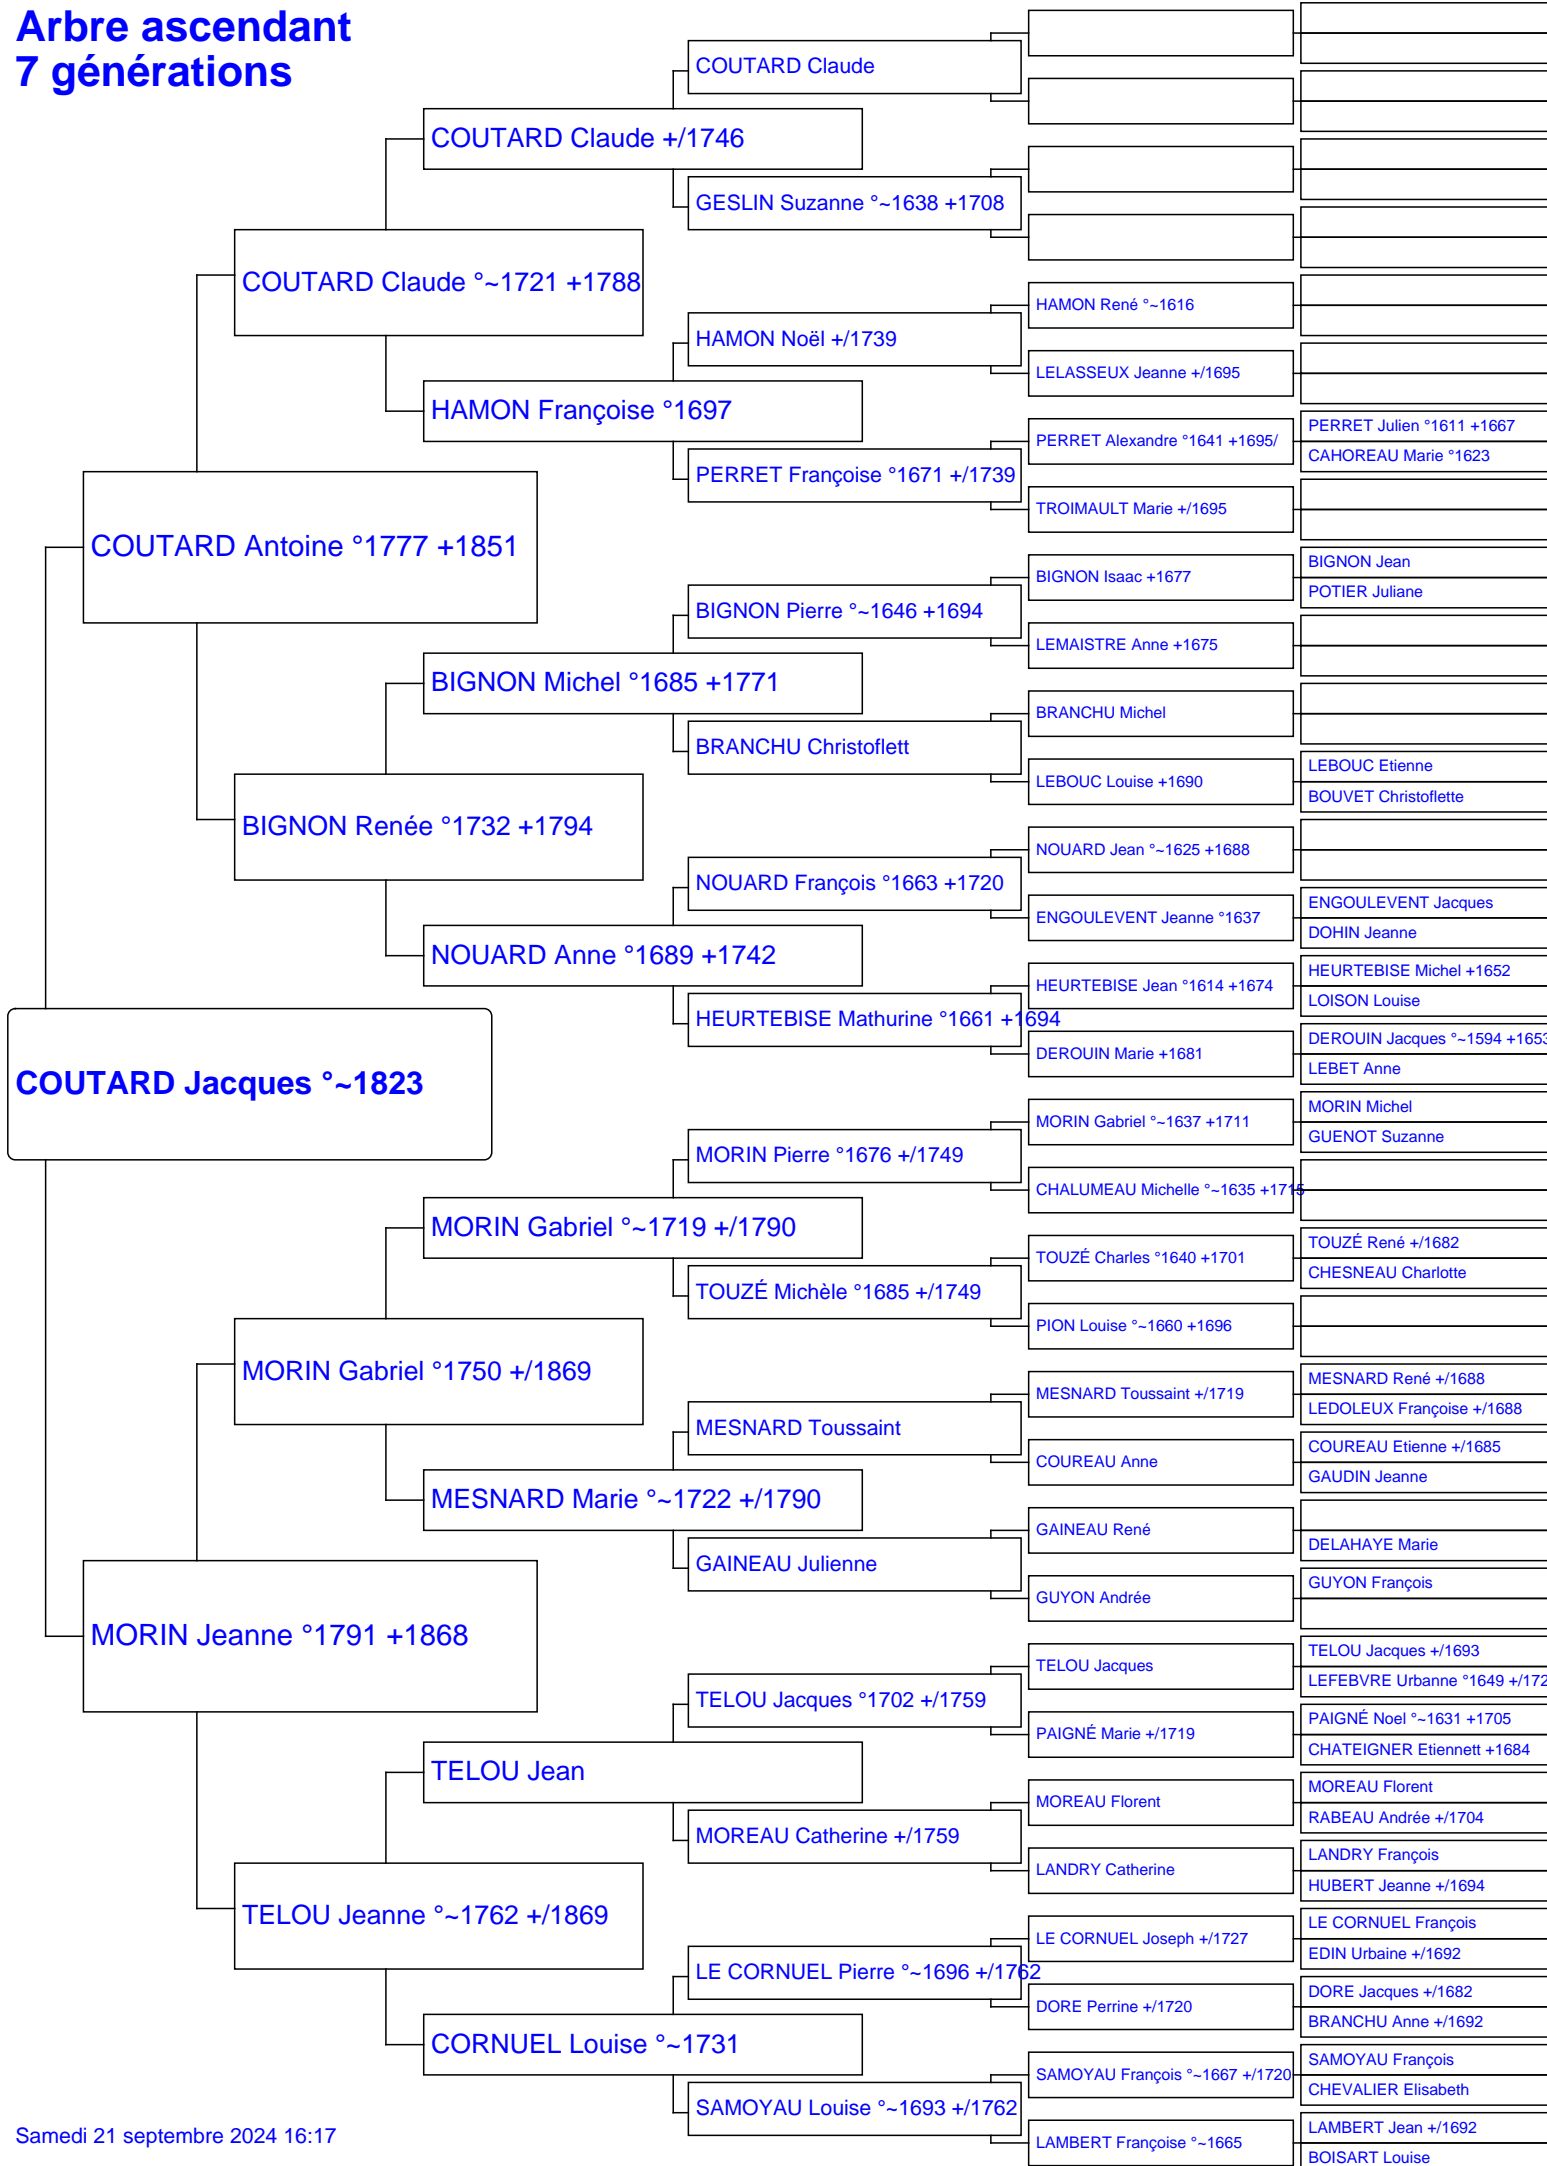 Arbre ascendant
7 générations
COUTARD Jacques °~1823
COUTARD Antoine °1777 +1851
MORIN Jeanne °1791 +1868
COUTARD Claude °~1721 +1788
BIGNON Renée °1732 +1794
MORIN Gabriel °1750 +/1869
TELOU Jeanne °~1762 +/1869
COUTARD Claude +/1746
HAMON Françoise °1697
BIGNON Michel °1685 +1771
NOUARD Anne °1689 +1742
MORIN Gabriel °~1719 +/1790
MESNARD Marie °~1722 +/1790
TELOU Jean
CORNUEL Louise °~1731
COUTARD Claude
GESLIN Suzanne °~1638 +1708
HAMON Noël +/1739
PERRET Françoise °1671 +/1739
BIGNON Pierre °~1646 +1694
BRANCHU Christoflett
NOUARD François °1663 +1720
HEURTEBISE Mathurine °1661 +1694
MORIN Pierre °1676 +/1749
TOUZÉ Michèle °1685 +/1749
MESNARD Toussaint
GAINEAU Julienne
TELOU Jacques °1702 +/1759
MOREAU Catherine +/1759
LE CORNUEL Pierre °~1696 +/1762
SAMOYAU Louise °~1693 +/1762
HAMON René °~1616
LELASSEUX Jeanne +/1695
PERRET Alexandre °1641 +1695/
TROIMAULT Marie +/1695
BIGNON Isaac +1677
LEMAISTRE Anne +1675
BRANCHU Michel
LEBOUC Louise +1690
NOUARD Jean °~1625 +1688
ENGOULEVENT Jeanne °1637
HEURTEBISE Jean °1614 +1674
DEROUIN Marie +1681
MORIN Gabriel °~1637 +1711
CHALUMEAU Michelle °~1635 +1715
TOUZÉ Charles °1640 +1701
PION Louise °~1660 +1696
MESNARD Toussaint +/1719
COUREAU Anne
GAINEAU René
GUYON Andrée
TELOU Jacques
PAIGNÉ Marie +/1719
MOREAU Florent
LANDRY Catherine
LE CORNUEL Joseph +/1727
DORE Perrine +/1720
SAMOYAU François °~1667 +/1720
LAMBERT Françoise °~1665
PERRET Julien °1611 +1667
CAHOREAU Marie °1623
BIGNON Jean
POTIER Juliane
LEBOUC Etienne
BOUVET Christoflette
ENGOULEVENT Jacques
DOHIN Jeanne
HEURTEBISE Michel +1652
LOISON Louise
DEROUIN Jacques °~1594 +1653
LEBET Anne
MORIN Michel
GUENOT Suzanne
TOUZÉ René +/1682
CHESNEAU Charlotte
MESNARD René +/1688
LEDOLEUX Françoise +/1688
COUREAU Etienne +/1685
GAUDIN Jeanne
DELAHAYE Marie
GUYON François
TELOU Jacques +/1693
LEFEBVRE Urbanne °1649 +/172
PAIGNÉ Noel °~1631 +1705
CHATEIGNER Etiennett +1684
MOREAU Florent
RABEAU Andrée +/1704
LANDRY François
HUBERT Jeanne +/1694
LE CORNUEL François
EDIN Urbaine +/1692
DORE Jacques +/1682
BRANCHU Anne +/1692
SAMOYAU François
CHEVALIER Elisabeth
LAMBERT Jean +/1692
BOISART Louise
Samedi 21 septembre 2024 16:17